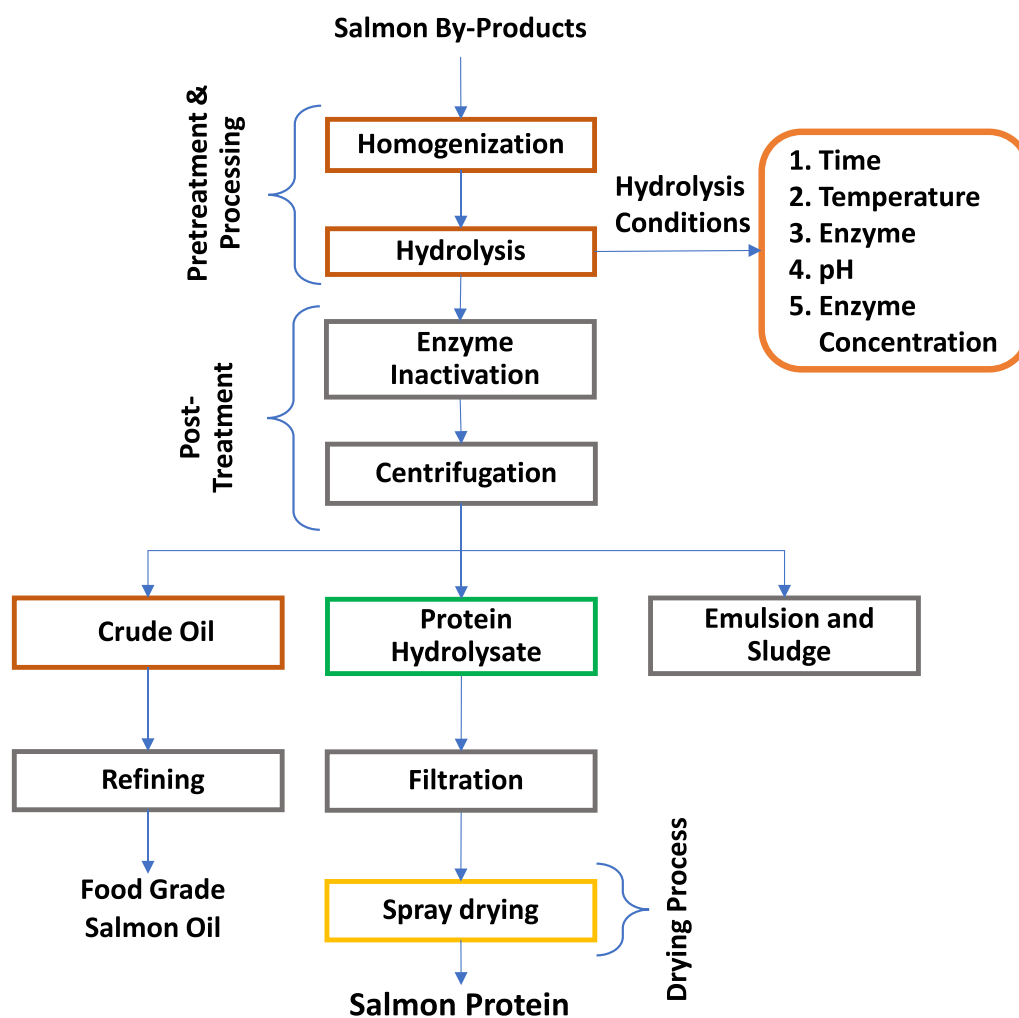 Salmon By-Products
Pretreatment &
Processing
Homogenization
Hydrolysis
Hydrolysis
Conditions
1. Time
2. Temperature
3. Enzyme
4. pH
5. Enzyme
Concentration
Post-
Treatment
Enzyme
Inactivation
Centrifugation
Crude Oil
Protein
Hydrolysate
Emulsion and
Sludge
Refining
Filtration
Food Grade
Salmon Oil
Spray drying
Drying Process
Salmon Protein